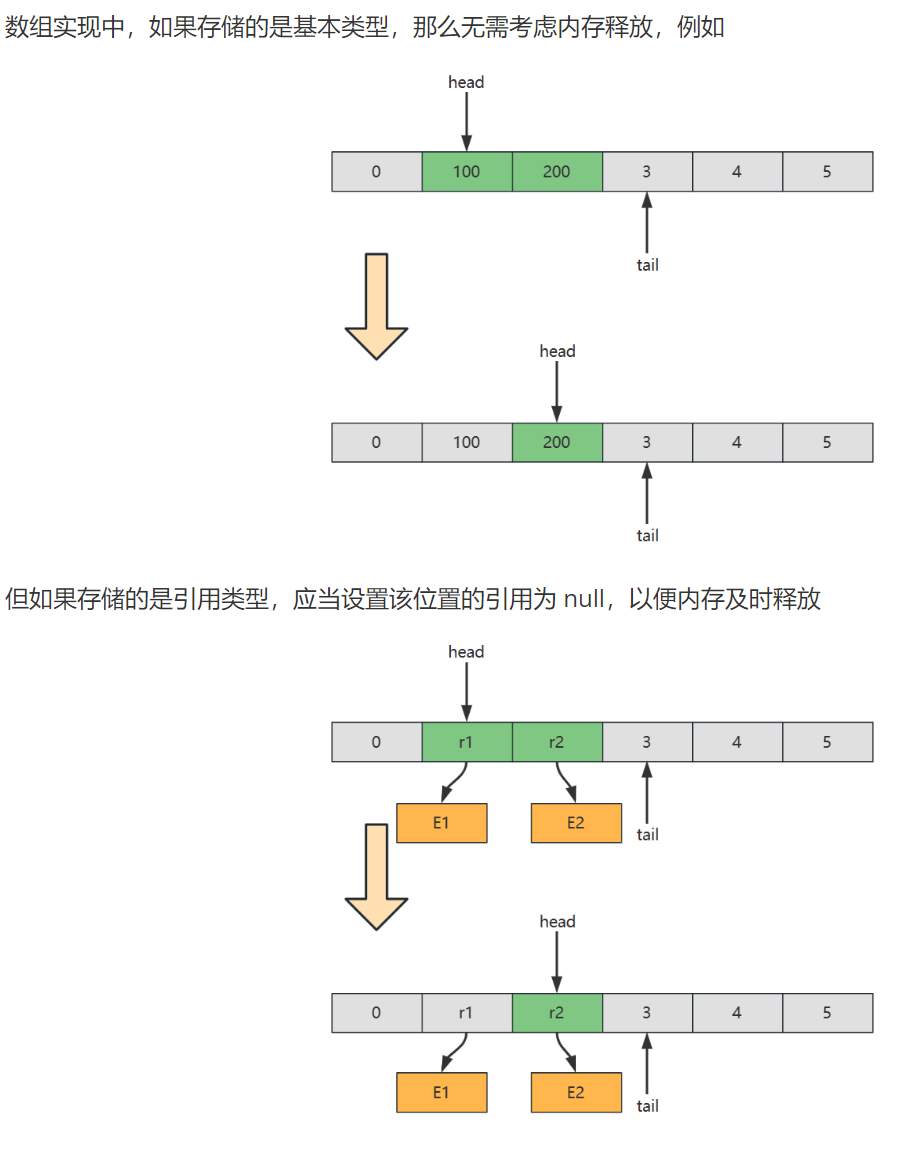 数组实现中，如果存储的是基本类型，那么无需考虑内存释放，例如
head
0 100 200 3 4 5
tail
head
0 100 200 3 4 5
tail
但如果存储的是引用类型，应当设置该位置的引用为 null，以便内存及时释放
head
0 r1 r2 3 4 5
E1 E2
tail
head
0 r1 r2 3 4 5
E1 E2
tail